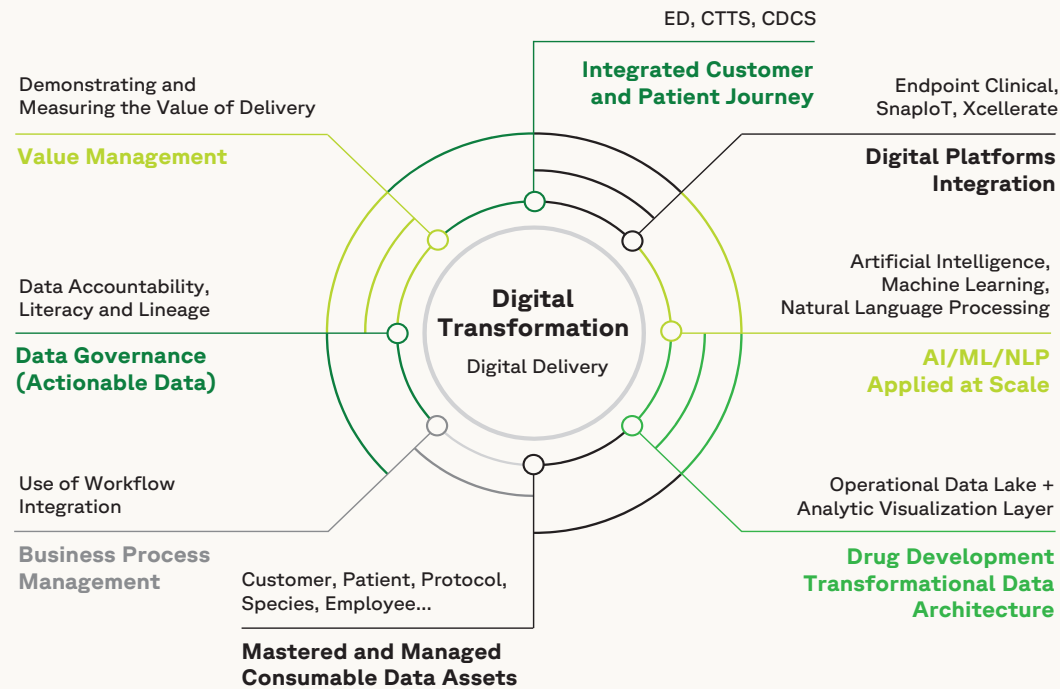 ED, CTTS, CDCS
Integrated Customer
and Patient Journey
Endpoint Clinical,
SnapIoT, Xcellerate
Digital Platforms
Integration
Artificial Intelligence,
Machine Learning,
Natural Language Processing
AI/ML/NLP
Applied at Scale
Operational Data Lake +
Analytic Visualization Layer
Drug Development
Transformational Data
Architecture
Customer, Patient, Protocol,
Species, Employee...
Mastered and Managed
Consumable Data Assets
Use of Workflow
Integration
Business Process
Management
Data Accountability,
Literacy and Lineage
Data Governance
(Actionable Data)
Demonstrating and
Measuring the Value of Delivery
Value Management
Digital
Transformation
Digital Delivery